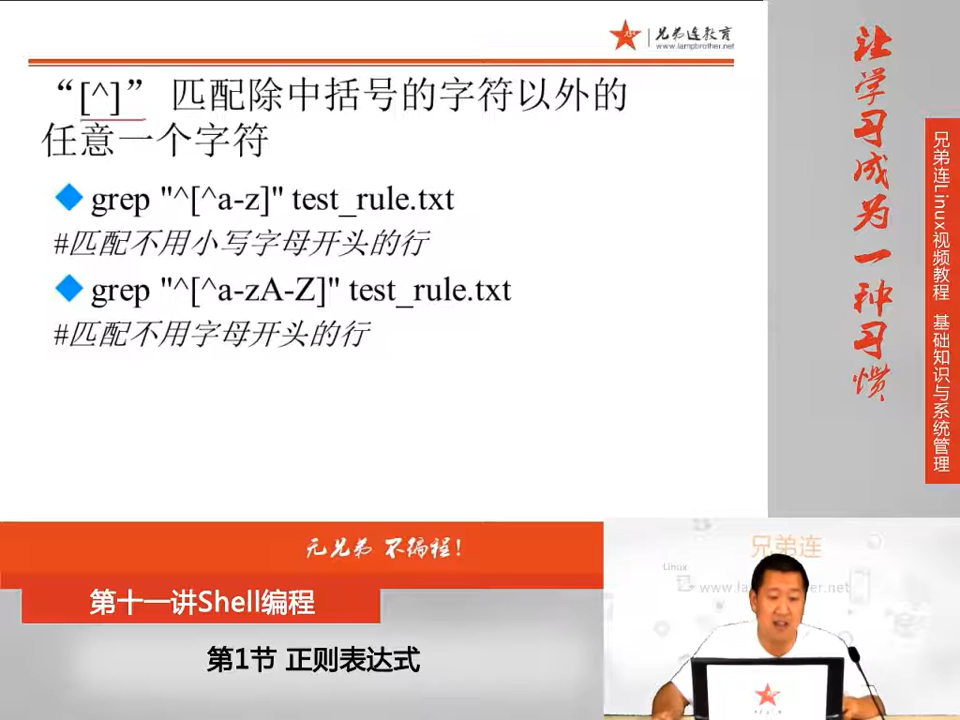 兄弟连教育
www.lampbrother.net
“[^]” 匹配除中括号的字符以外的
任意一个字符
grep "^[^a-z]" test_rule.txt
#匹配不用小写字母开头的行
grep "^[^a-zA-Z]" test_rule.txt
#匹配不用字母开头的行
让学习成为一种习惯
兄弟连Linux视频教程 基础知识与系统管理
无兄弟 不编程!
第十一讲Shell编程
第1节 正则表达式
兄弟连
Linux